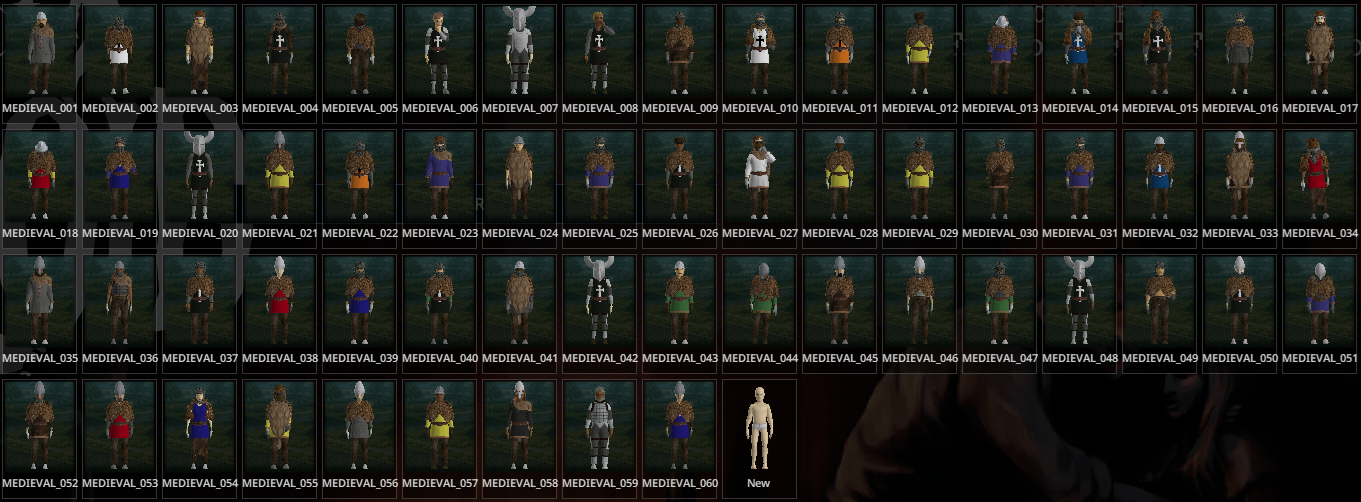 MEDIEVAL_001 MEDIEVAL_002 MEDIEVAL_003 MEDIEVAL_004 MEDIEVAL_005 MEDIEVAL_006 MEDIEVAL_007 MEDIEVAL_008 MEDIEVAL_009 MEDIEVAL_010 MEDIEVAL_011 MEDIEVAL_012 MEDIEVAL_013 MEDIEVAL_014 MEDIEVAL_015 MEDIEVAL_016 MEDIEVAL_017
MEDIEVAL_018 MEDIEVAL_019 MEDIEVAL_020 MEDIEVAL_021 MEDIEVAL_022 MEDIEVAL_023 MEDIEVAL_024 MEDIEVAL_025 MEDIEVAL_026 MEDIEVAL_027 MEDIEVAL_028 MEDIEVAL_029 MEDIEVAL_030 MEDIEVAL_031 MEDIEVAL_032 MEDIEVAL_033 MEDIEVAL_034
MEDIEVAL_035 MEDIEVAL_036 MEDIEVAL_037 MEDIEVAL_038 MEDIEVAL_039 MEDIEVAL_040 MEDIEVAL_041 MEDIEVAL_042 MEDIEVAL_043 MEDIEVAL_044 MEDIEVAL_045 MEDIEVAL_046 MEDIEVAL_047 MEDIEVAL_048 MEDIEVAL_049 MEDIEVAL_050 MEDIEVAL_051
MEDIEVAL_052 MEDIEVAL_053 MEDIEVAL_054 MEDIEVAL_055 MEDIEVAL_056 MEDIEVAL_057 MEDIEVAL_058 MEDIEVAL_059 MEDIEVAL_060 New